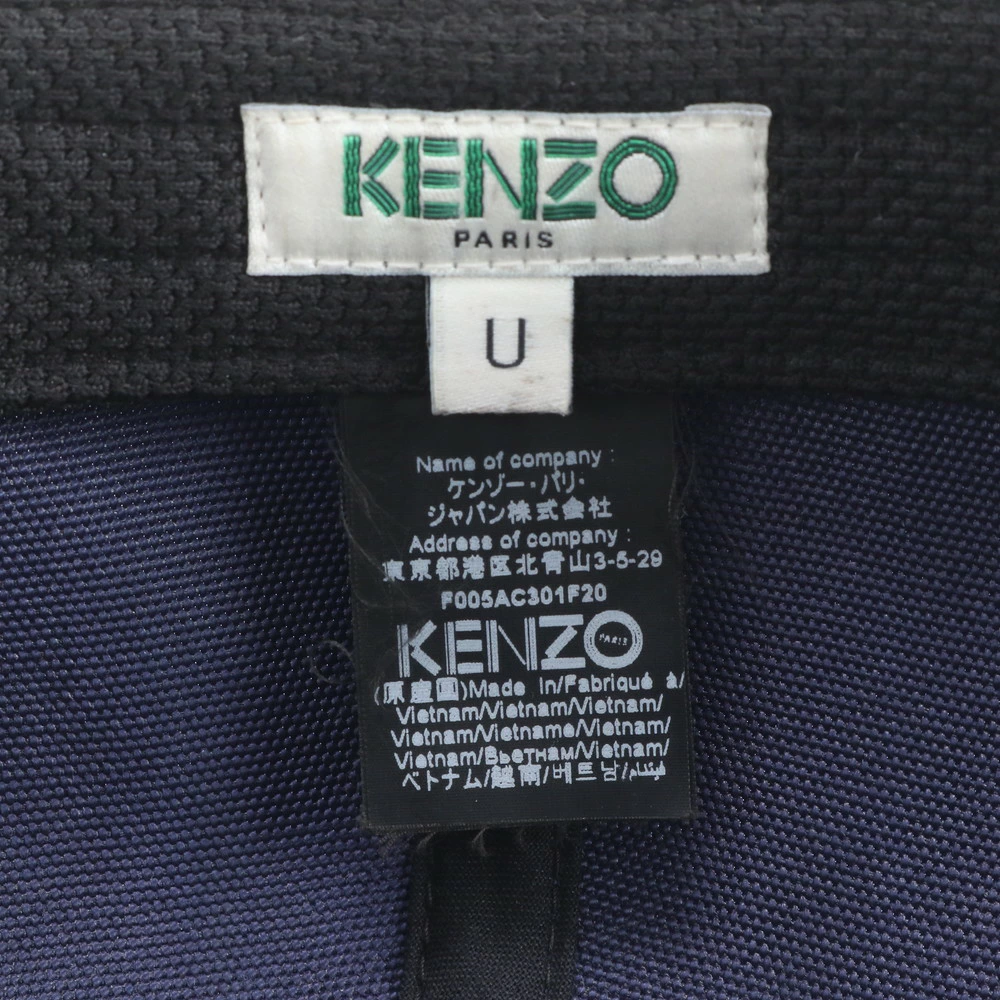 KENZO
PARIS
U
Name of company :
ケンゾー・パリ・
ジャパン株式会社
Address of company :
東京都港区北青山3-5-29
F005AC301F20
KENZO
PARIS
(原産国)Made In/Fabriqué à/
Vietnam/Vietnam/Vietnam/
Vietnam/Vietname/Vietnam/
Vietnam/Вьетнам/Vietnam/
ベトナム/越南/베트남/فيتنام